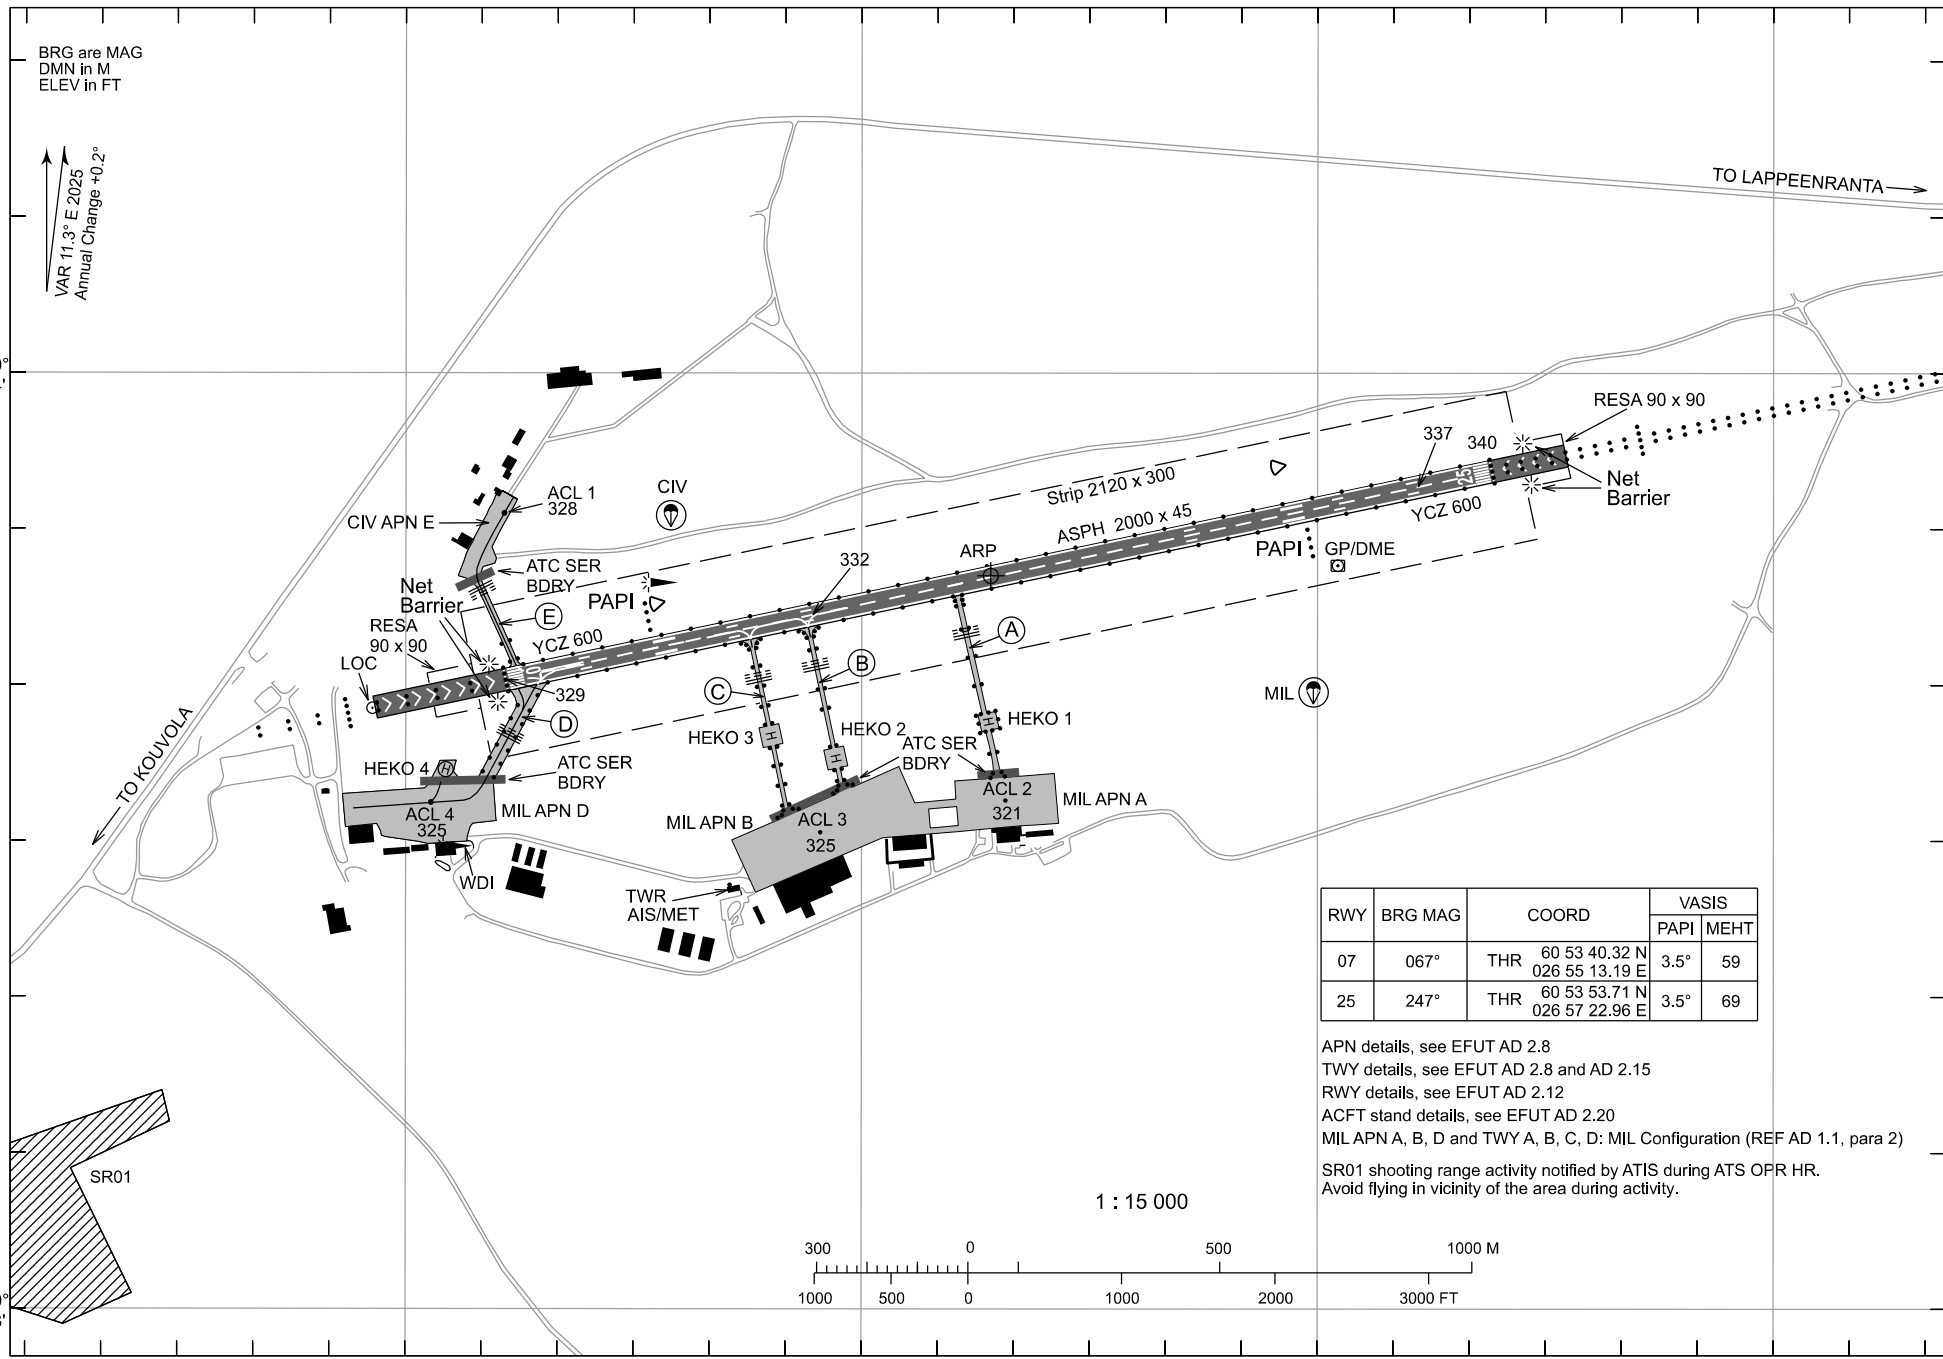 BRG are MAG
DMN in M
ELEV in FT
VAR 11.3° E 2025
Annual Change +0.2°
TO LAPPEENRANTA
RESA 90 x 90
337
340
25
Net
Barrier
Strip 2120 x 300
YCZ 600
ASPH 2000 x 45
CIV
ACL 1
328
CIV APN E
ARP
PAPI
GP/DME
332
ATC SER
BDRY
Net
Barrier
PAPI
E
RESA
90 x 90
YCZ 600
A
LOC
07
329
B
C
MIL
D
HEKO 1
HEKO 2
HEKO 3
ATC SER
BDRY
TO KOUVOLA
HEKO 4
H
H
H
H
ATC SER
BDRY
ACL 2
321
MIL APN A
MIL APN D
ACL 4
325
MIL APN B
ACL 3
325
WDI
TWR
AIS/MET
RWY BRG MAG COORD VASIS
PAPI MEHT
07 067° THR 60 53 40.32 N 3.5° 59
026 55 13.19 E
25 247° THR 60 53 53.71 N 3.5° 69
026 57 22.96 E
APN details, see EFUT AD 2.8
TWY details, see EFUT AD 2.8 and AD 2.15
RWY details, see EFUT AD 2.12
ACFT stand details, see EFUT AD 2.20
MIL APN A, B, D and TWY A, B, C, D: MIL Configuration (REF AD 1.1, para 2)
SR01 shooting range activity notified by ATIS during ATS OPR HR.
Avoid flying in vicinity of the area during activity.
SR01
1 : 15 000
300 0 500 1000 M
1000 500 0 1000 2000 3000 FT